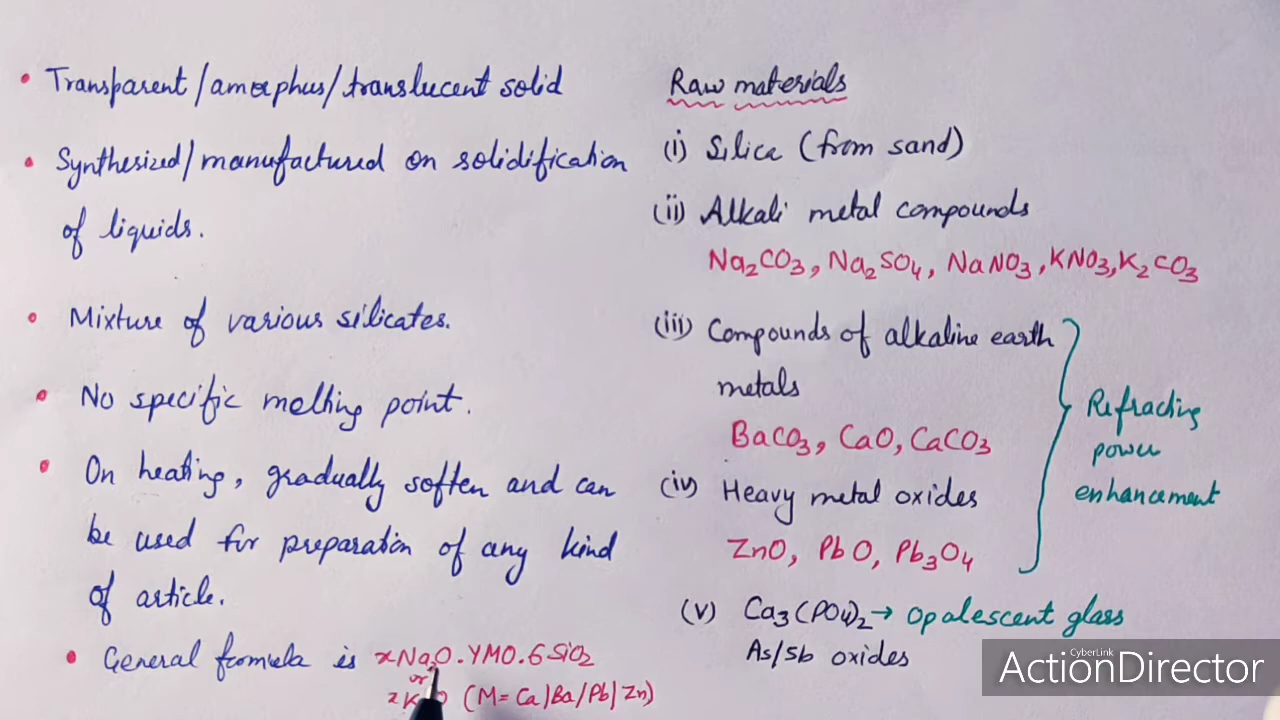 • Transparent/amorphus/translucent solid
• Synthesized/manufactured on solidification
of liquids.
• Mixture of various silicates.
• No specific melting point.
• On heating, gradually soften and can
be used for preparation of any kind
of article.
• General formula is xNa₂O.YMO.6SiO₂
or
(M= Ca/Ba/Pb/Zn)
Raw materials
(i) Silica (from sand)
(ii) Alkali metal compounds
Na₂CO₃, Na₂SO₄, NaNO₃, KNO₃, K₂CO₃
(iii) Compounds of alkaline earth
metals
BaCO₃, CaO, CaCO₃
(iv) Heavy metal oxides
ZnO, PbO, Pb₃O₄
Refracting
power
enhancement
(v) Ca₃(PO₄)₂ → opalescent glass
As/Sb oxides
CyberLink
ActionDirector